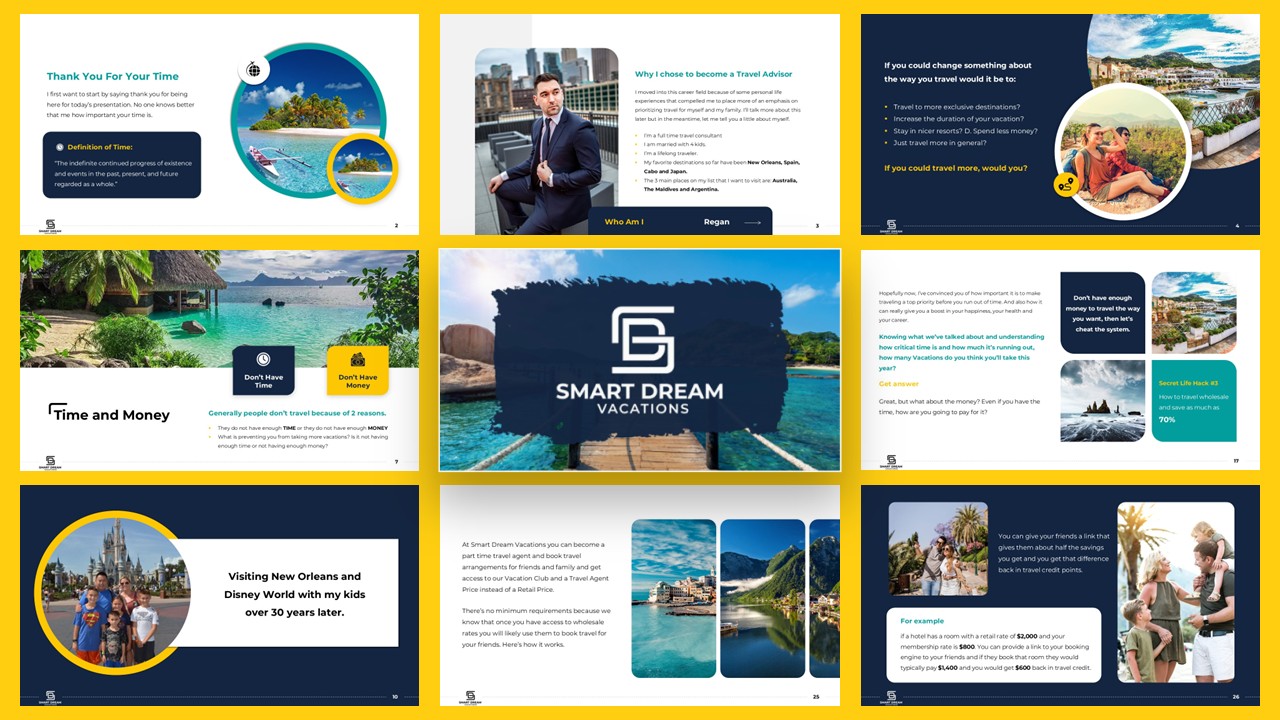 Thank You For Your Time
I first want to start by saying thank you for being
here for today's presentation. No one knows better
that me how important your time is.
Definition of Time:
"The indefinite continued progress of existence
and events in the past, present, and future
regarded as a whole."
SMART DREAM
2
Why I chose to become a Travel Advisor
I moved into this career field because of some personal life
experiences that compelled me to place more of an emphasis on
prioritizing travel for myself and my family. I'll talk more about this
later but in the meantime, let me tell you a little about myself.
• I'm a full time travel consultant
• I am married with 4 kids.
• I'm a lifelong traveler.
• My favorite destinations so far have been New Orleans, Spain,
Cabo and Japan.
• The 3 main places on my list that I want to visit are: Australia,
The Maldives and Argentina.
Who Am I
Regan
3
If you could change something about
the way you travel would it be to:
• Travel to more exclusive destinations?
• Increase the duration of your vacation?
• Stay in nicer resorts? D. Spend less money?
• Just travel more in general?
If you could travel more, would you?
SMART DREAM
4
Don't Have
Time
Don't Have
Money
Time and Money
Generally people don't travel because of 2 reasons.
• They do not have enough TIME or they do not have enough MONEY
• What is preventing you from taking more vacations? Is it not having
enough time or not having enough money?
SMART DREAM
7
SMART DREAM
VACATIONS
Hopefully now, I've convinced you of how important it is to make
traveling a top priority before you run out of time. And also how it
can really give you a boost in your happiness, your health and
your career.
Knowing what we've talked about and understanding
how critical time is and how much it's running out,
how many Vacations do you think you'll take this
year?
Get answer
Great, but what about the money? Even if you have the
time, how are you going to pay for it?
Don't have enough
money to travel the way
you want, then let's
cheat the system.
Secret Life Hack #3
How to travel wholesale
and save as much as
70%
SMART DREAM
17
Visiting New Orleans and
Disney World with my kids
over 30 years later.
SMART DREAM
10
At Smart Dream Vacations you can become a
part time travel agent and book travel
arrangements for friends and family and get
access to our Vacation Club and a Travel Agent
Price instead of a Retail Price.
There's no minimum requirements because we
know that once you have access to wholesale
rates you will likely use them to book travel for
your friends. Here's how it works.
SMART DREAM
25
You can give your friends a link that
gives them about half the savings
you get and you get that difference
back in travel credit points.
For example
if a hotel has a room with a retail rate of $2,000 and your
membership rate is $800. You can provide a link to your booking
engine to your friends and if they book that room they would
typically pay $1,400 and you would get $600 back in travel credit.
SMART DREAM
26